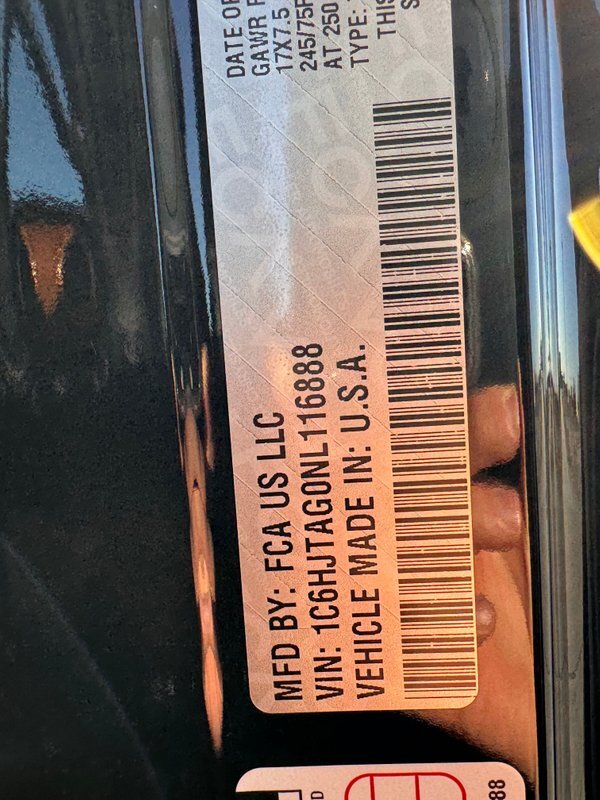 MFD BY: FCA US LLC
VIN: 1C6HJTAG0NL116888
VEHICLE MADE IN: U.S.A.
DATE OF
GAWR
17X7.5
245/75R
AT 250
TYPE:
THIS
88